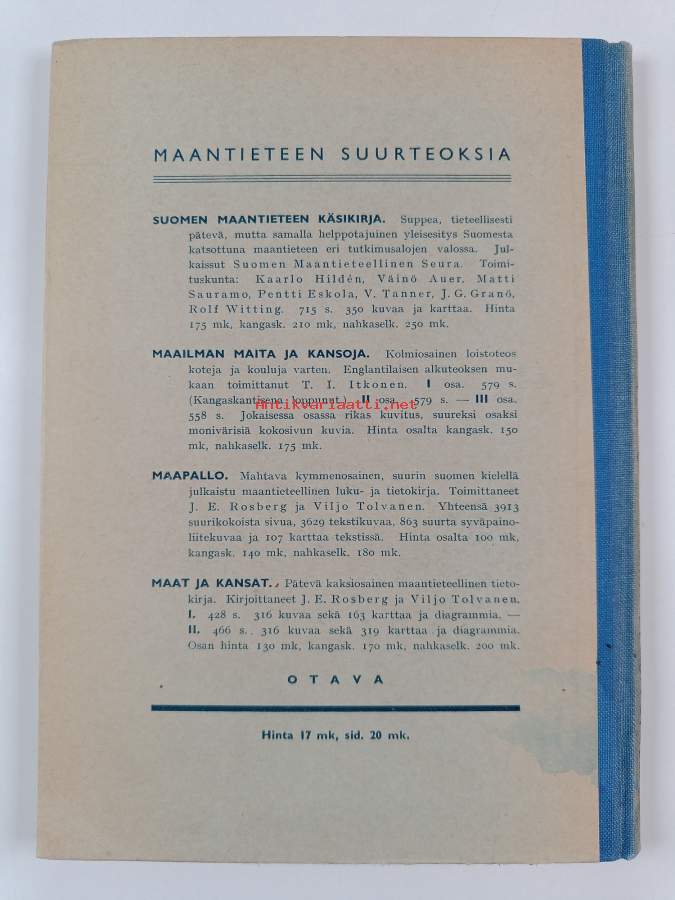 MAANTIETEEN SUURTEOKSIA
SUOMEN MAANTIETEEN KÄSIKIRJA. Suppea, tieteellisesti
pätevä, mutta samalla helppotajuinen yleisesitys Suomesta
katsottuna maantieteen eri tutkimusalojen valossa. Jul-
kaissut Suomen Maantieteellinen Seura. Toimi-
tuskunta: Kaarlo Hildén, Väinö Auer, Matti
Sauramo, Pentti Eskola, V. Tanner, J. G. Granö,
Rolf Witting. 715 s. 350 kuvaa ja karttaa. Hinta
175 mk, kangask. 210 mk, nahkaselk. 250 mk.
MAAILMAN MAITA JA KANSOJA. Kolmiosainen loistoteos
koteja ja kouluja varten. Englantilaisen alkuteoksen mu-
kaan toimittanut T. I. Itkonen. I osa. 579 s.
(Kangaskantisena loppunut.) II osa. 579 s. — III osa.
Antikvariaatti.net
558 s. Jokaisessa osassa rikas kuvitus, suureksi osaksi
monivärisiä kokosivun kuvia. Hinta osalta kangask. 150
mk, nahkaselk. 175 mk.
MAAPALLO. Mahtava kymmenosainen, suurin suomen kielellä
julkaistu maantieteellinen luku- ja tietokirja. Toimittaneet
J. E. Rosberg ja Viljo Tolvanen. Yhteensä 3913
suurikokoista sivua, 3629 tekstikuvaa, 863 suurta syväpaino-
liitekuvaa ja 107 karttaa tekstissä. Hinta osalta 100 mk,
kangask. 140 mk, nahkaselk. 180 mk.
MAAT JA KANSAT. Pätevä kaksiosainen maantieteellinen tieto-
kirja. Kirjoittaneet J. E. Rosberg ja Viljo Tolvanen.
I. 428 s. 316 kuvaa sekä 163 karttaa ja diagrammia. —
II. 466 s. 316 kuvaa sekä 319 karttaa ja diagrammia.
Osan hinta 130 mk, kangask. 170 mk, nahkaselk. 200 mk.
OTAVA
Hinta 17 mk, sid. 20 mk.